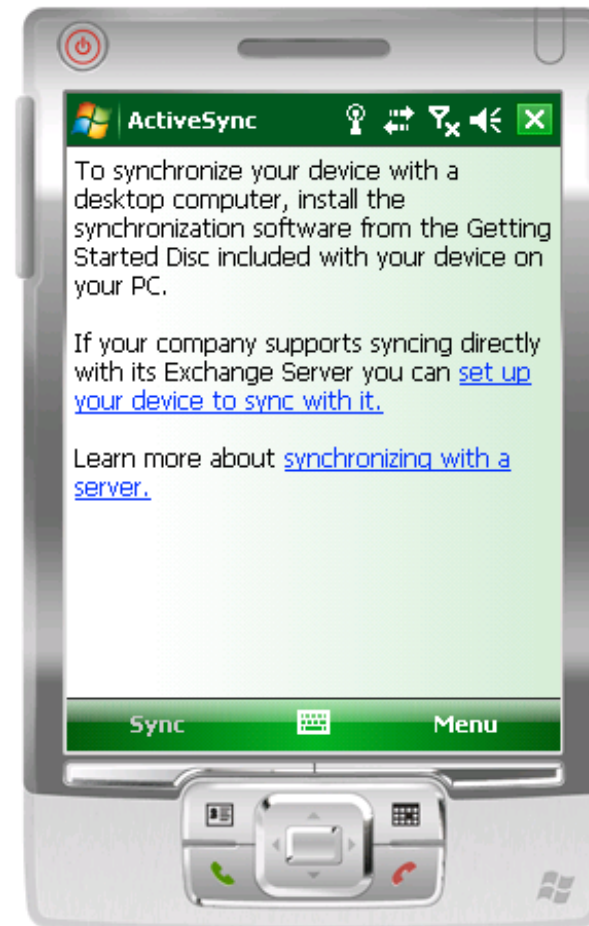 ActiveSync
To synchronize your device with a
desktop computer, install the
synchronization software from the Getting
Started Disc included with your device on
your PC.
If your company supports syncing directly
with its Exchange Server you can set up
your device to sync with it.
Learn more about synchronizing with a
server.
Sync Menu